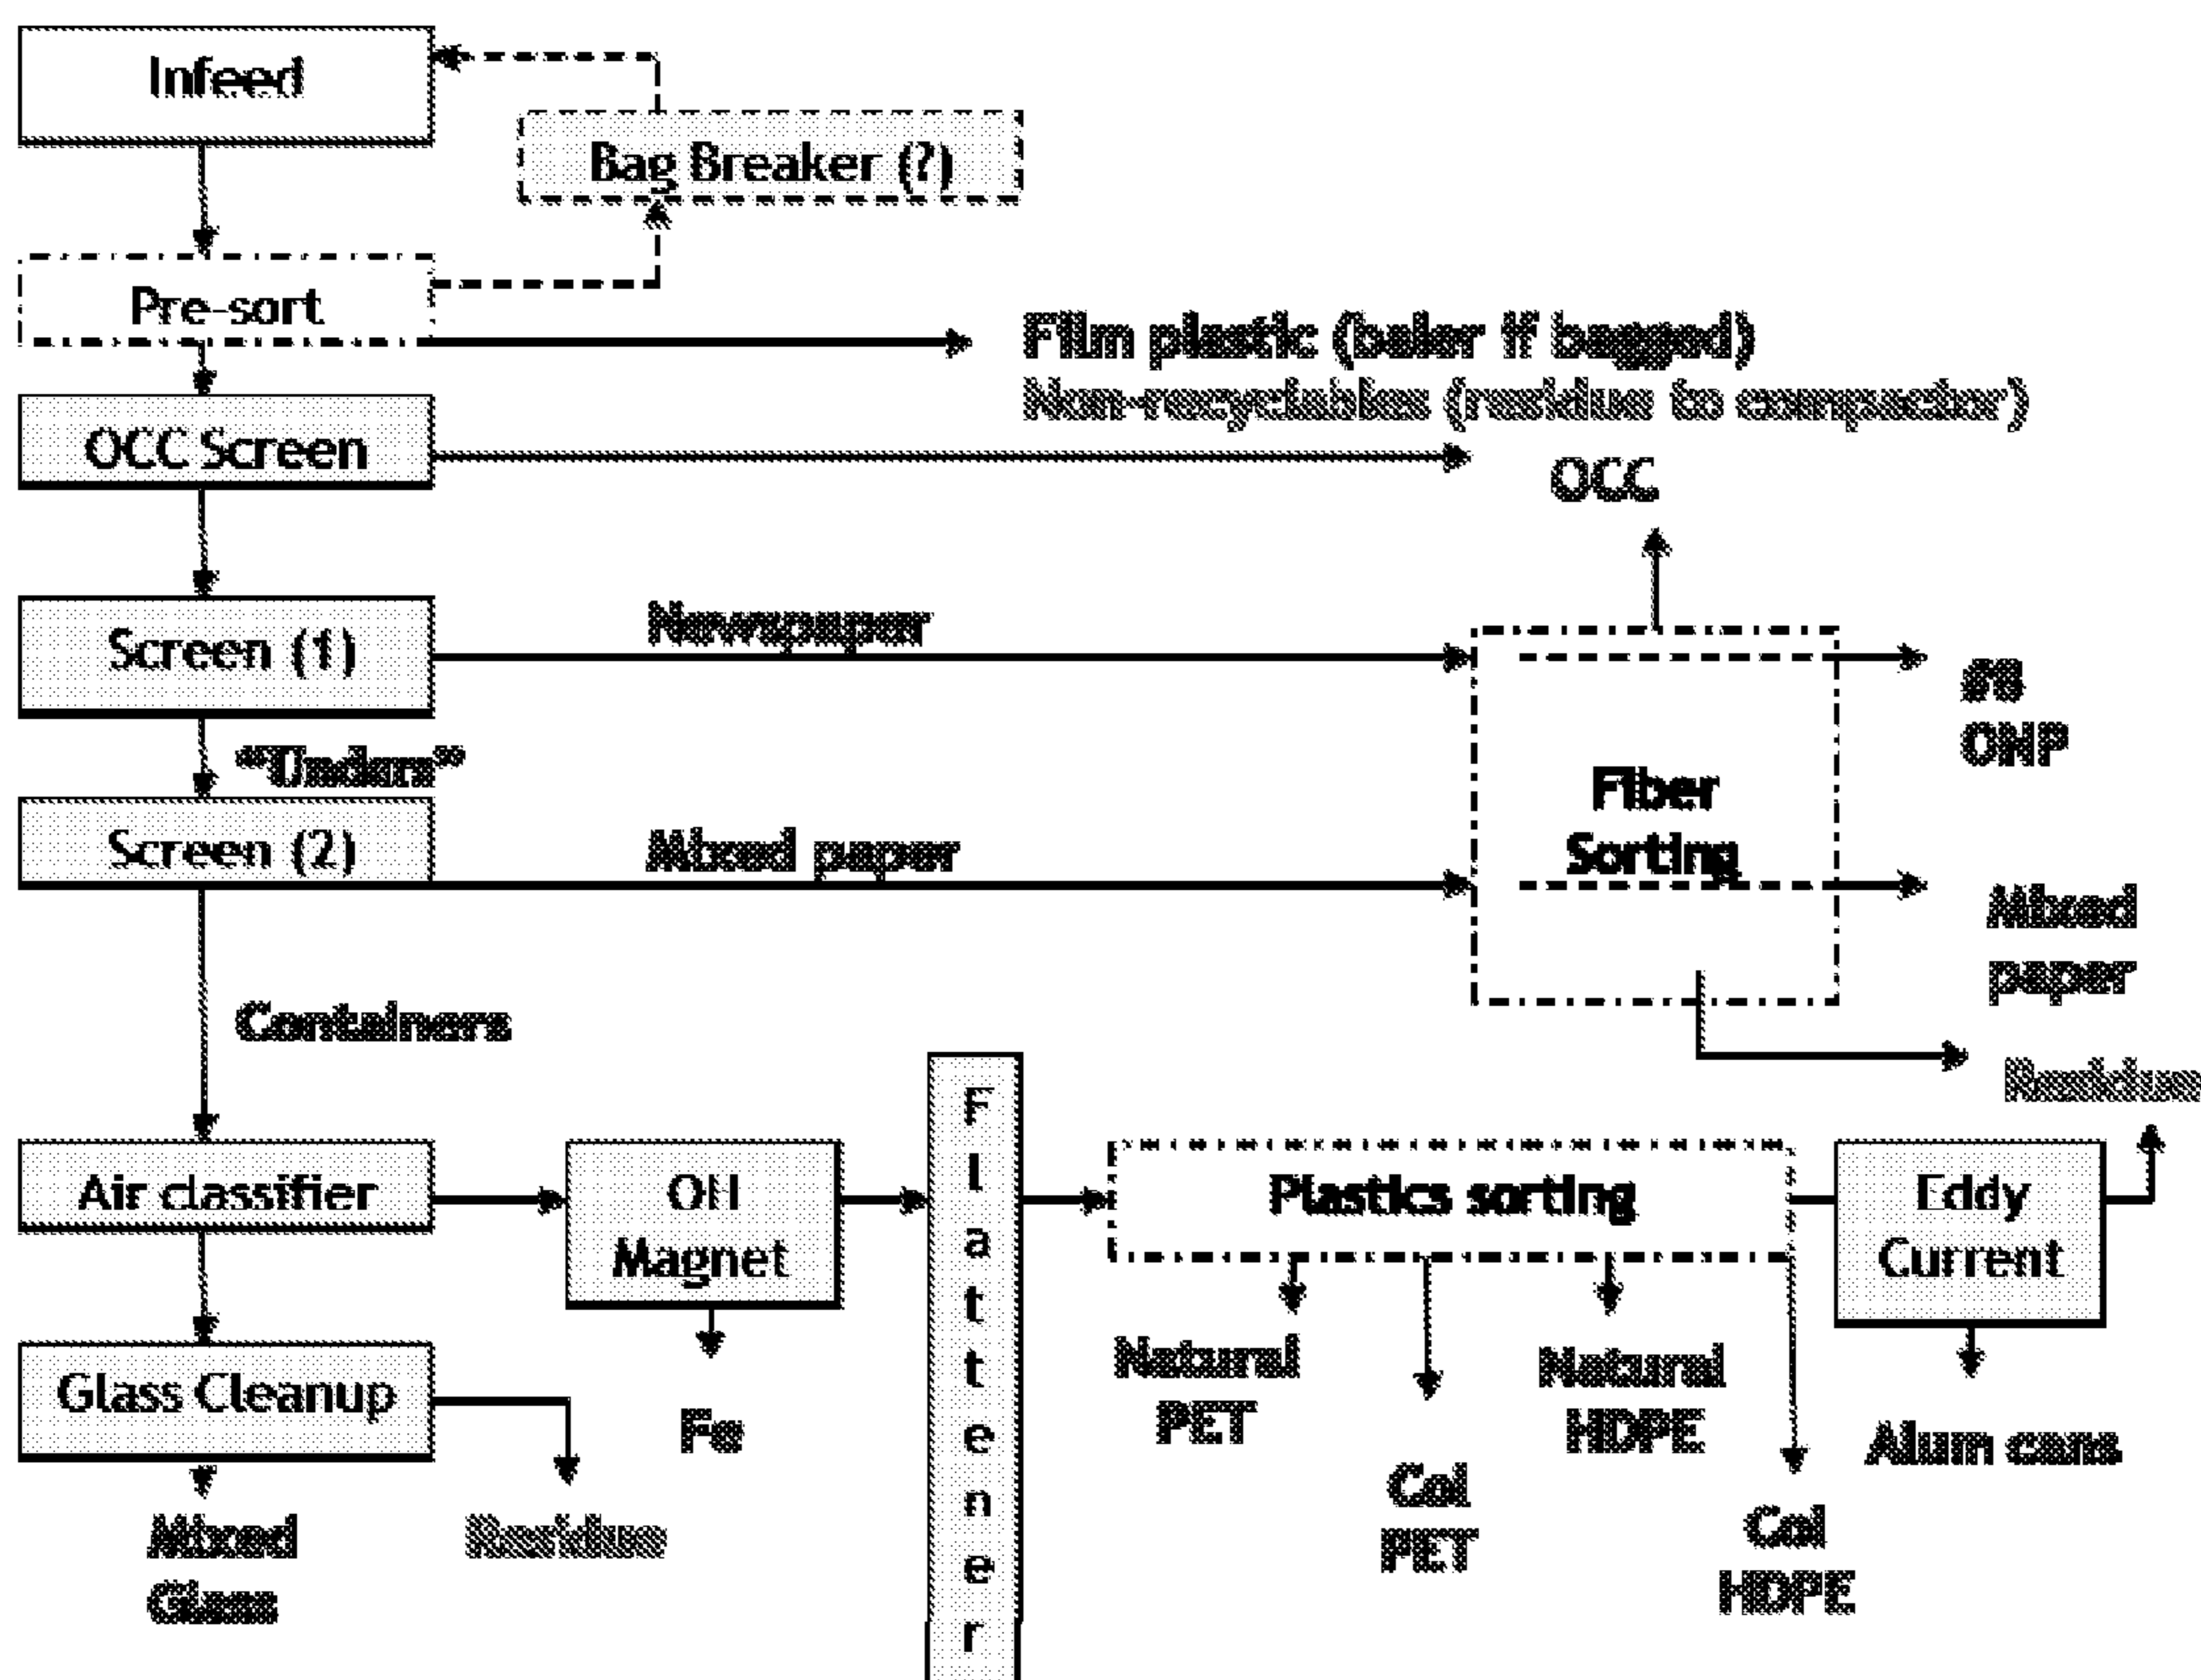 Infeed
Bag Breaker (?)
Pre-sort
Film plastic (baler if bagged)
Non-recyclables (residue to compactor)
OCC Screen
OCC
Screen (1)
Newspaper
#8
ONP
"Unders"
Screen (2)
Mixed paper
Fiber
Sorting
Mixed
paper
Containers
Residue
Air classifier
OH
Magnet
Flattener
Plastics sorting
Eddy
Current
Glass Cleanup
Fe
Natural
PET
Col
PET
Natural
HDPE
Col
HDPE
Alum cans
Mixed
Glass
Residue